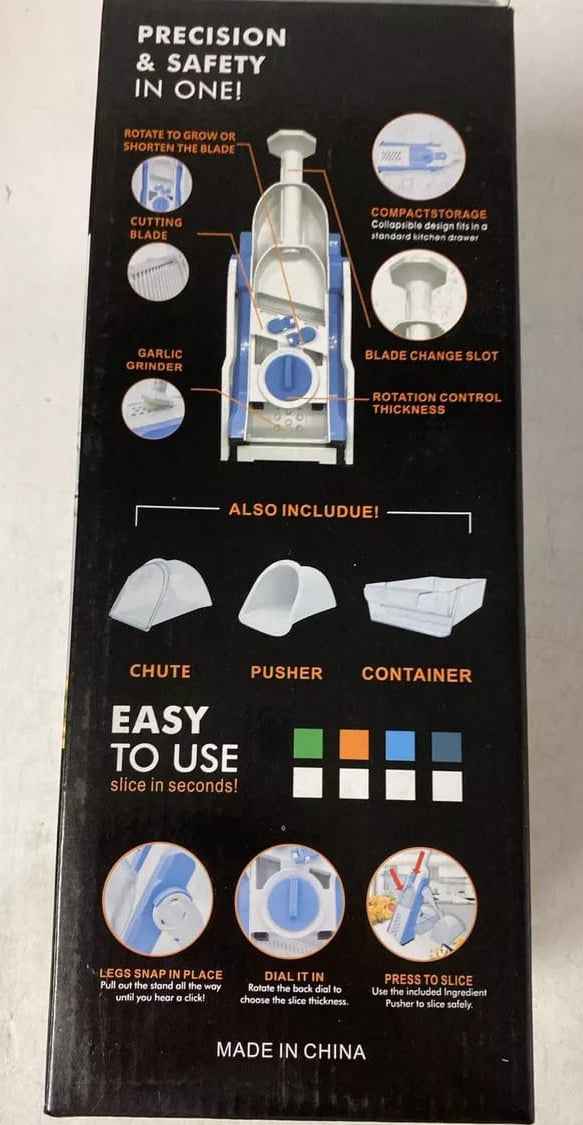 PRECISION
& SAFETY
IN ONE!
ROTATE TO GROW OR
SHORTEN THE BLADE
CUTTING
BLADE
GARLIC
GRINDER
COMPACTSTORAGE
Collapsible design fits in a
standard kitchen drawer
BLADE CHANGE SLOT
ROTATION CONTROL
THICKNESS
ALSO INCLUDUE!
CHUTE
PUSHER
CONTAINER
EASY
TO USE
slice in seconds!
LEGS SNAP IN PLACE
Pull out the stand all the way
until you hear a click!
DIAL IT IN
Rotate the back dial to
choose the slice thickness.
PRESS TO SLICE
Use the included Ingredient
Pusher to slice safely.
MADE IN CHINA